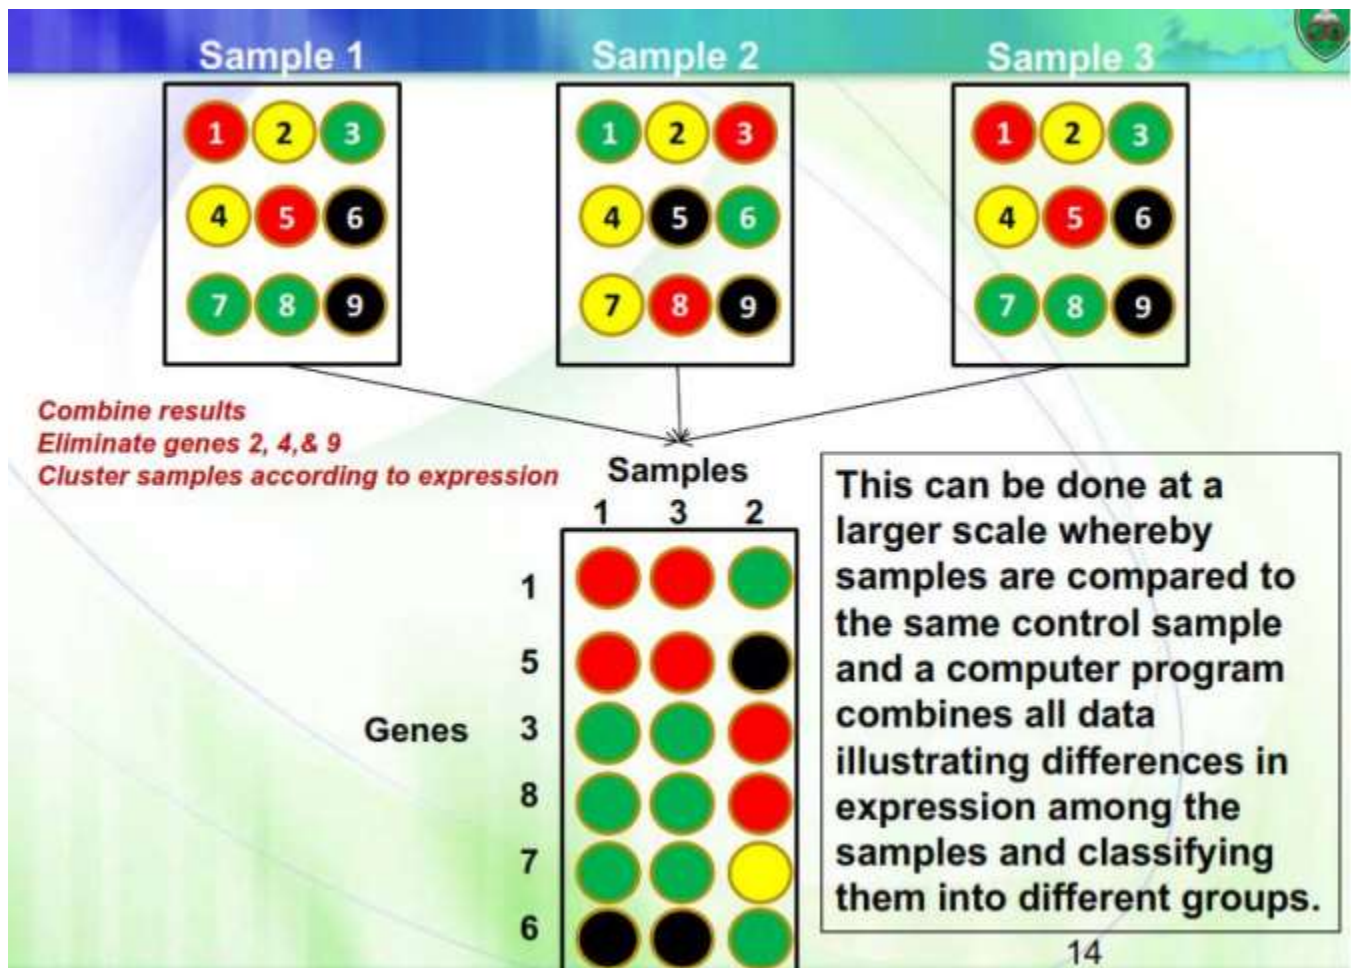 Sample 1 Sample 2 Sample 3
1 2 3 1 2 3 1 2 3
4 5 6 4 5 6 4 5 6
7 8 9 7 8 9 7 8 9
Combine results
Eliminate genes 2, 4,& 9
Cluster samples according to expression
Samples
1 3 2
1
5
Genes 3
8
7
6
This can be done at a
larger scale whereby
samples are compared to
the same control sample
and a computer program
combines all data
illustrating differences in
expression among the
samples and classifying
them into different groups.
14